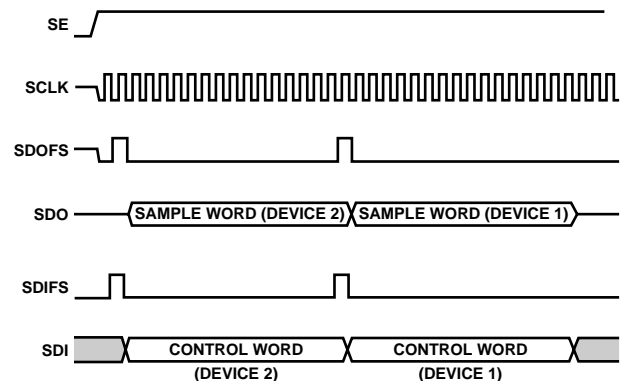 SE
SCLK
SDOFS
SDO
SAMPLE WORD (DEVICE 2)
SAMPLE WORD (DEVICE 1)
SDIFS
SDI
CONTROL WORD
(DEVICE 2)
CONTROL WORD
(DEVICE 1)